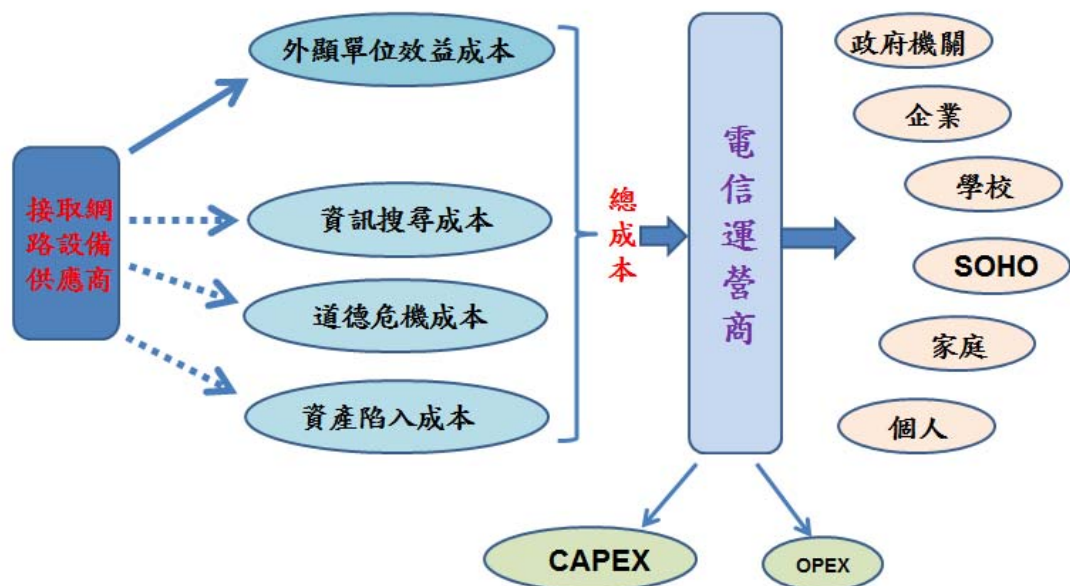 接取網
路設備
供應商
外顯單位效益成本
資訊搜尋成本
道德危機成本
資產陷入成本
總成本
電信運營商
政府機關
企業
學校
SOHO
家庭
個人
CAPEX
OPEX